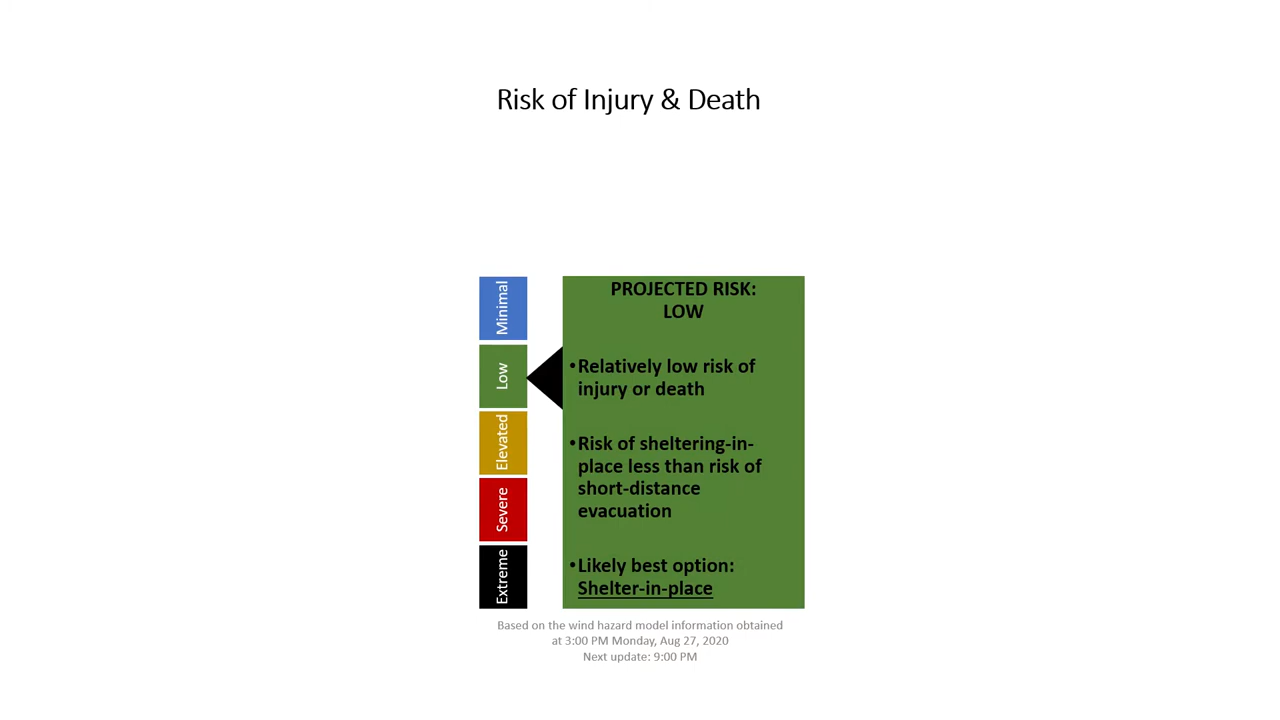 Risk of Injury & Death
Minimal
Low
Elevated
Severe
Extreme
PROJECTED RISK:
LOW
•Relatively low risk of
injury or death
•Risk of sheltering-in-
place less than risk of
short-distance
evacuation
•Likely best option:
Shelter-in-place
Based on the wind hazard model information obtained
at 3:00 PM Monday, Aug 27, 2020
Next update: 9:00 PM